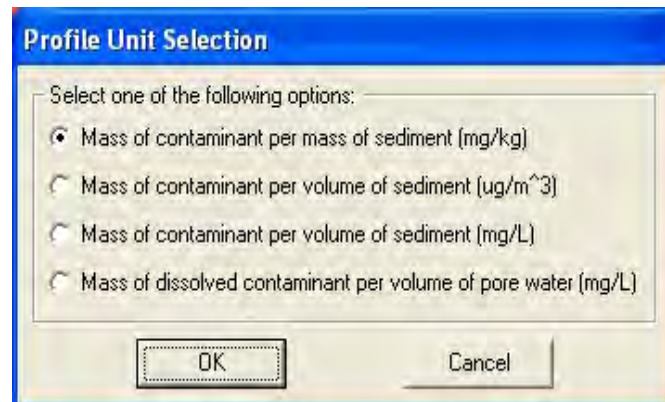 Profile Unit Selection
Select one of the following options:
Mass of contaminant per mass of sediment (mg/kg)
Mass of contaminant per volume of sediment (ug/m^3)
Mass of contaminant per volume of sediment (mg/L)
Mass of dissolved contaminant per volume of pore water (mg/L)
OK
Cancel